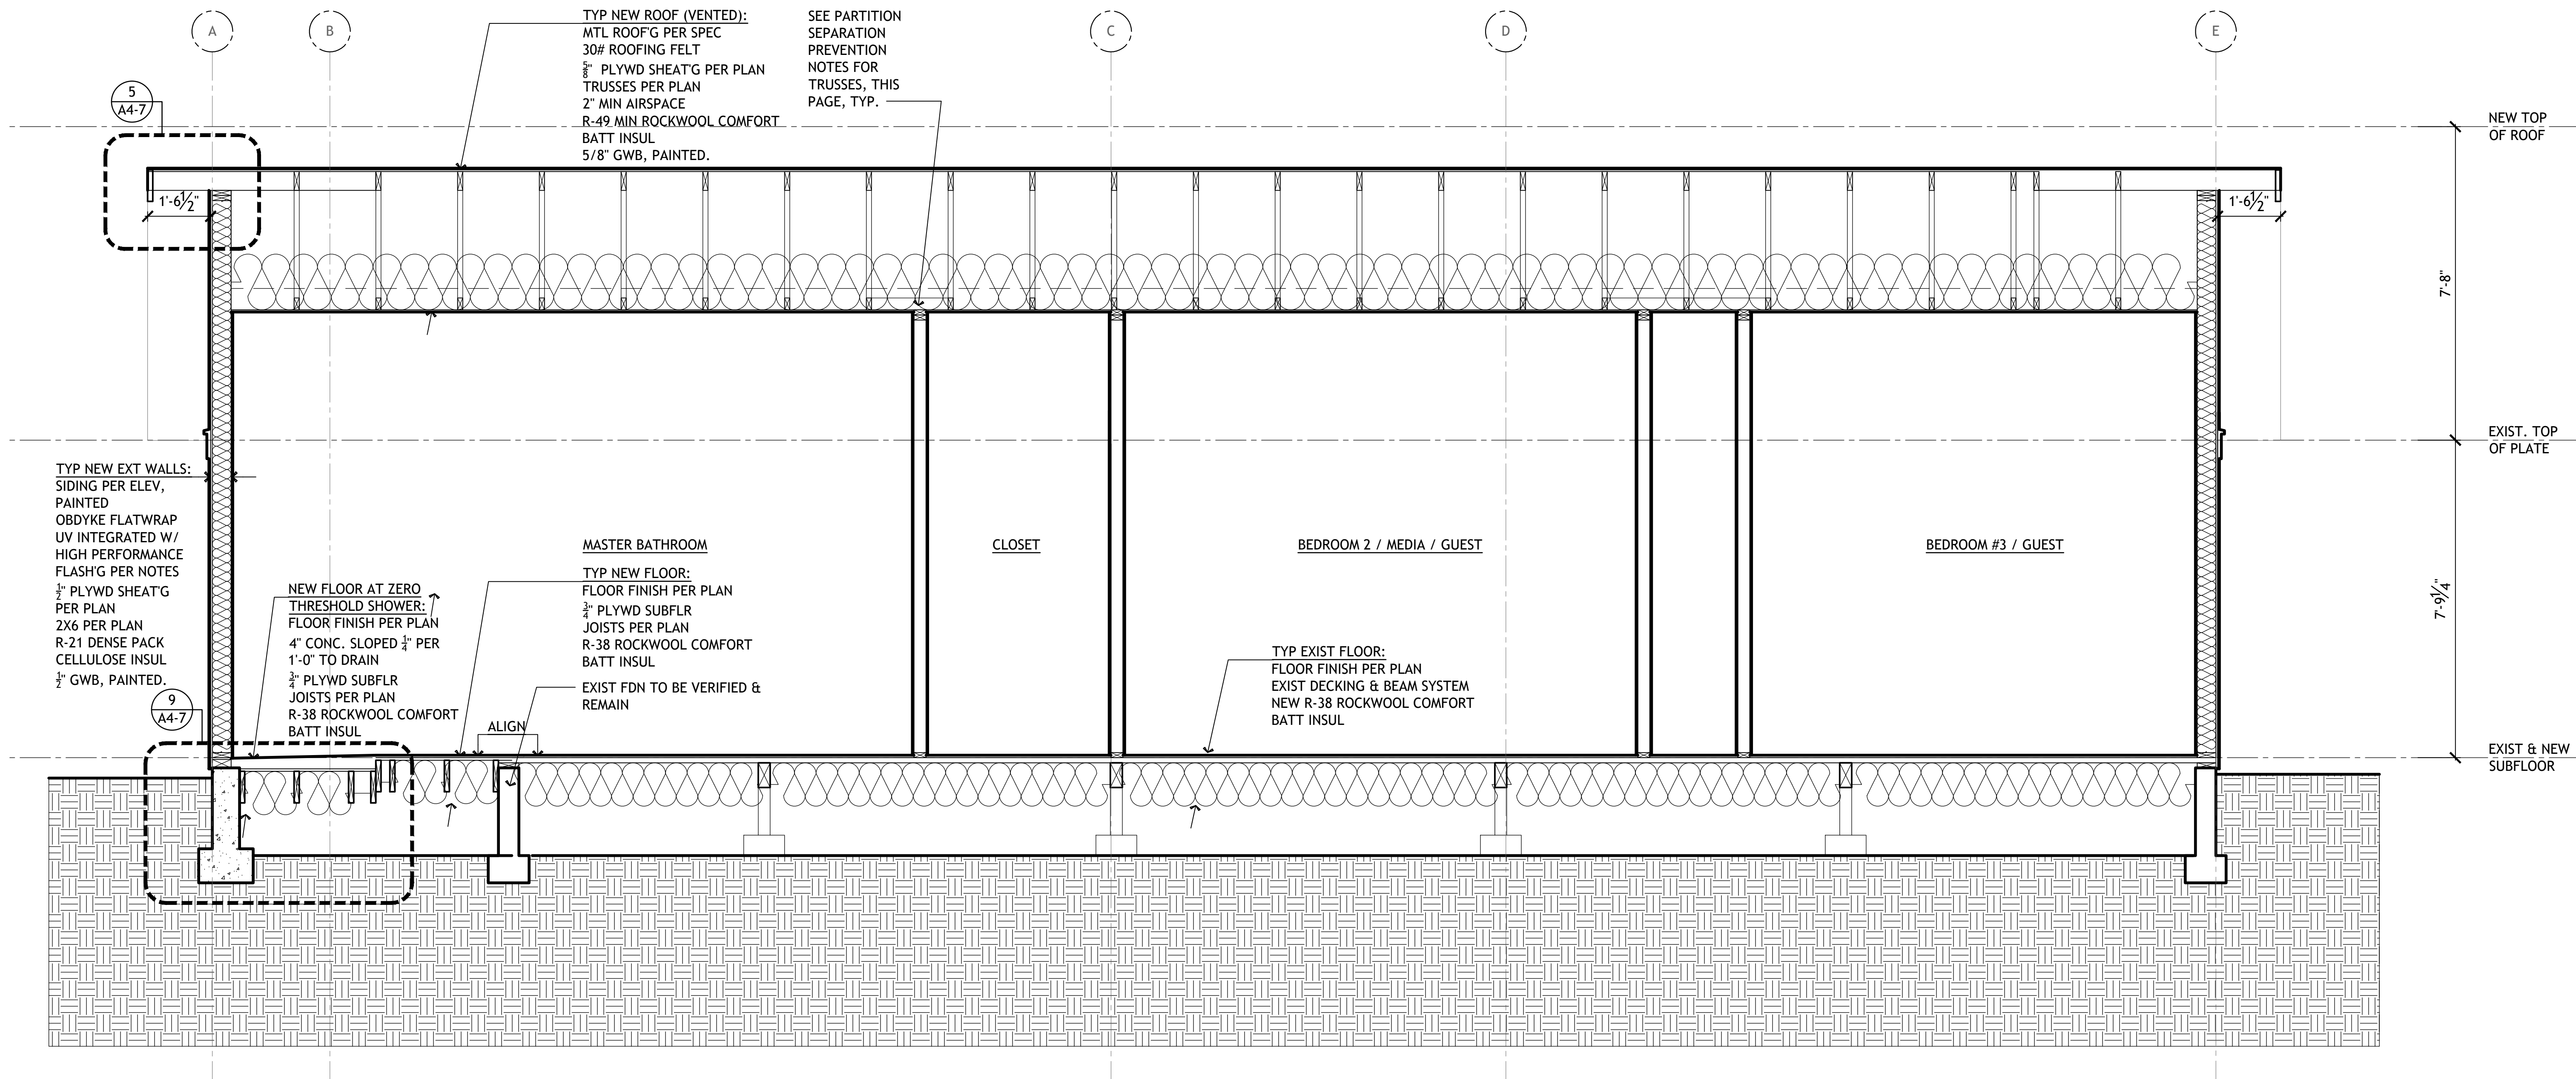 A
B
C
D
E
TYP NEW ROOF (VENTED):
MTL ROOF'G PER SPEC
30# ROOFING FELT
5/8" PLYWD SHEAT'G PER PLAN
TRUSSES PER PLAN
2" MIN AIRSPACE
R-49 MIN ROCKWOOL COMFORT
BATT INSUL
5/8" GWB, PAINTED.
SEE PARTITION
SEPARATION
PREVENTION
NOTES FOR
TRUSSES, THIS
PAGE, TYP.
5
A4-7
NEW TOP
OF ROOF
1'-6 1/2"
1'-6 1/2"
7'-8"
EXIST. TOP
OF PLATE
TYP NEW EXT WALLS:
SIDING PER ELEV,
PAINTED
OBDYKE FLATWRAP
UV INTEGRATED W/
HIGH PERFORMANCE
FLASH'G PER NOTES
1/2" PLYWD SHEAT'G
PER PLAN
2X6 PER PLAN
R-21 DENSE PACK
CELLULOSE INSUL
1/2" GWB, PAINTED.
9
A4-7
NEW FLOOR AT ZERO
THRESHOLD SHOWER:
FLOOR FINISH PER PLAN
4" CONC. SLOPED 1/4" PER
1'-0" TO DRAIN
3/4" PLYWD SUBFLR
JOISTS PER PLAN
R-38 ROCKWOOL COMFORT
BATT INSUL
MASTER BATHROOM
TYP NEW FLOOR:
FLOOR FINISH PER PLAN
3/4" PLYWD SUBFLR
JOISTS PER PLAN
R-38 ROCKWOOL COMFORT
BATT INSUL
EXIST FDN TO BE VERIFIED &
REMAIN
ALIGN
CLOSET
BEDROOM 2 / MEDIA / GUEST
TYP EXIST FLOOR:
FLOOR FINISH PER PLAN
EXIST DECKING & BEAM SYSTEM
NEW R-38 ROCKWOOL COMFORT
BATT INSUL
BEDROOM #3 / GUEST
7'-9 1/4"
EXIST & NEW
SUBFLOOR